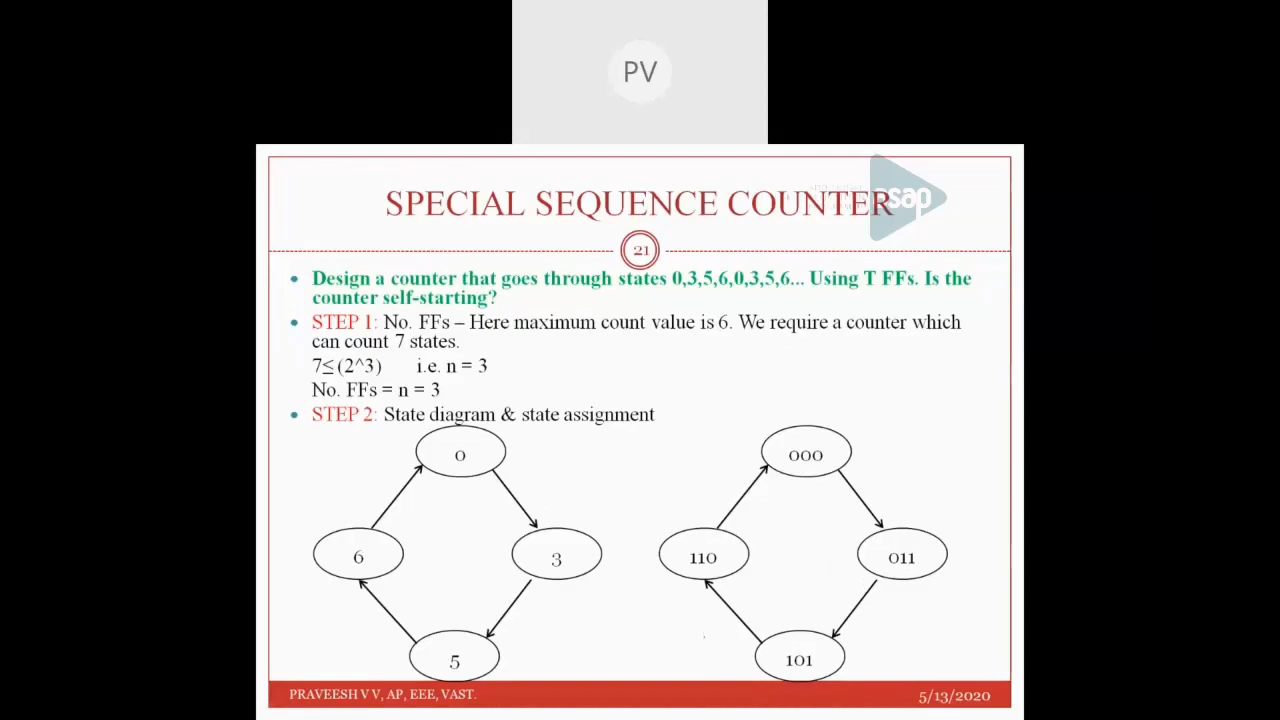 PV
SPECIAL SEQUENCE COUNTER
asap
21
• Design a counter that goes through states 0,3,5,6,0,3,5,6... Using T FFs. Is the
counter self-starting?
• STEP 1: No. FFs – Here maximum count value is 6. We require a counter which
can count 7 states.
7≤(2^3) i.e. n = 3
No. FFs = n = 3
• STEP 2: State diagram & state assignment
0
000
6
3
110
011
5
101
PRAVEESH V V, AP, EEE, VAST.
5/13/2020